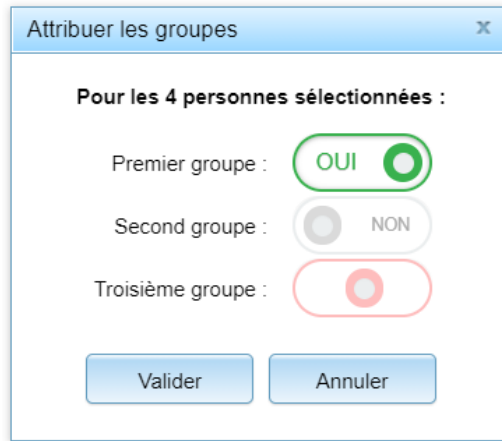 Attribuer les groupes x
Pour les 4 personnes sélectionnées :
Premier groupe : OUI
Second groupe : NON
Troisième groupe :
Valider Annuler